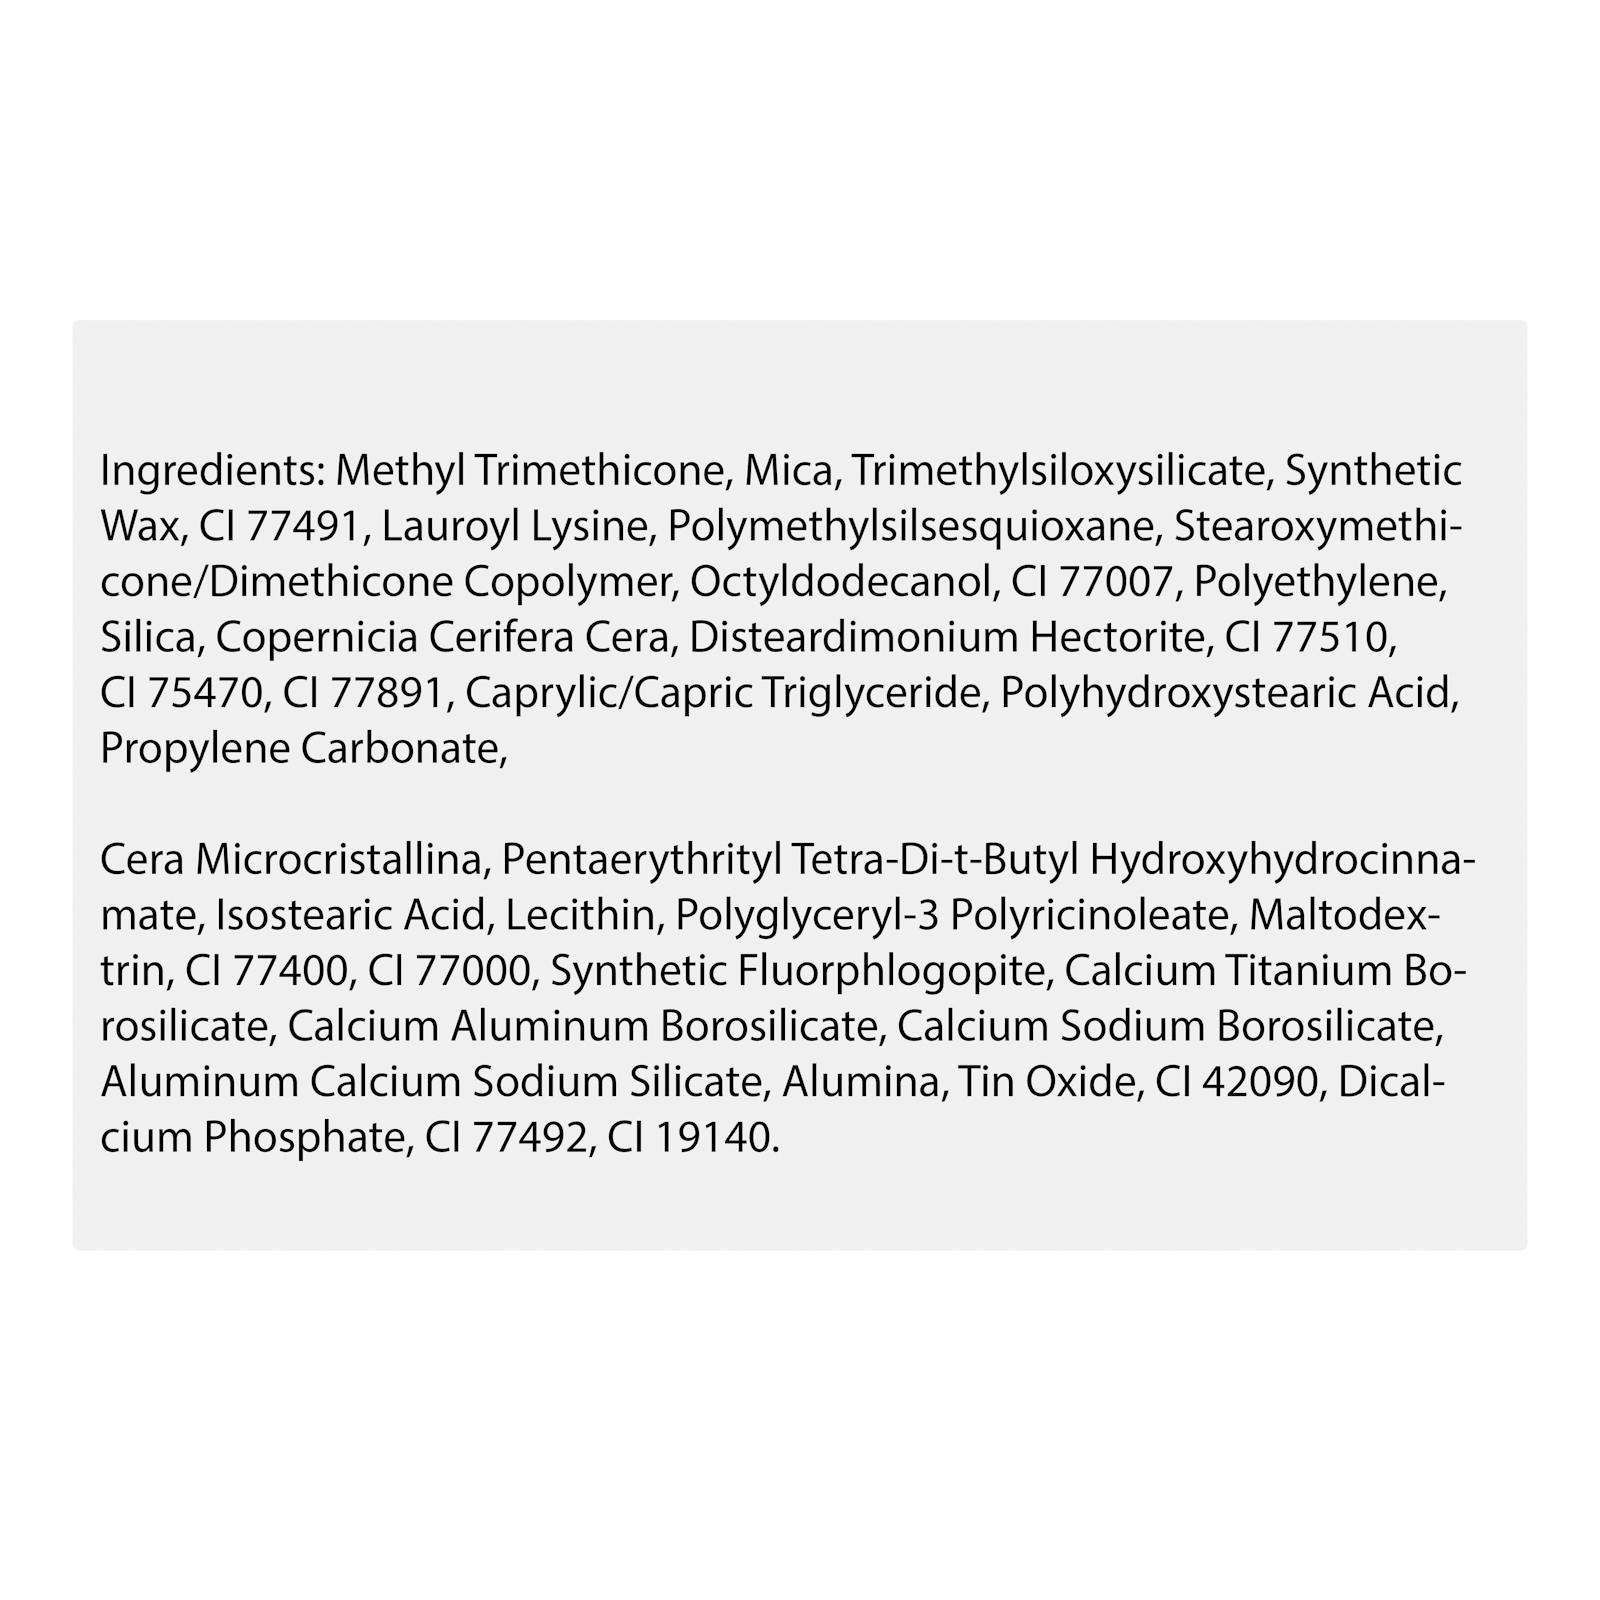 Ingredients: Methyl Trimethicone, Mica, Trimethylsiloxysilicate, Synthetic
Wax, CI 77491, Lauroyl Lysine, Polymethylsilsesquioxane, Stearoxymethi-
cone/Dimethicone Copolymer, Octyldodecanol, CI 77007, Polyethylene,
Silica, Copernicia Cerifera Cera, Disteardimonium Hectorite, CI 77510,
CI 75470, CI 77891, Caprylic/Capric Triglyceride, Polyhydroxystearic Acid,
Propylene Carbonate,
Cera Microcristallina, Pentaerythrityl Tetra-Di-t-Butyl Hydroxyhydrocinna-
mate, Isostearic Acid, Lecithin, Polyglyceryl-3 Polyricinoleate, Maltodex-
trin, CI 77400, CI 77000, Synthetic Fluorphlogopite, Calcium Titanium Bo-
rosilicate, Calcium Aluminum Borosilicate, Calcium Sodium Borosilicate,
Aluminum Calcium Sodium Silicate, Alumina, Tin Oxide, CI 42090, Dical-
cium Phosphate, CI 77492, CI 19140.